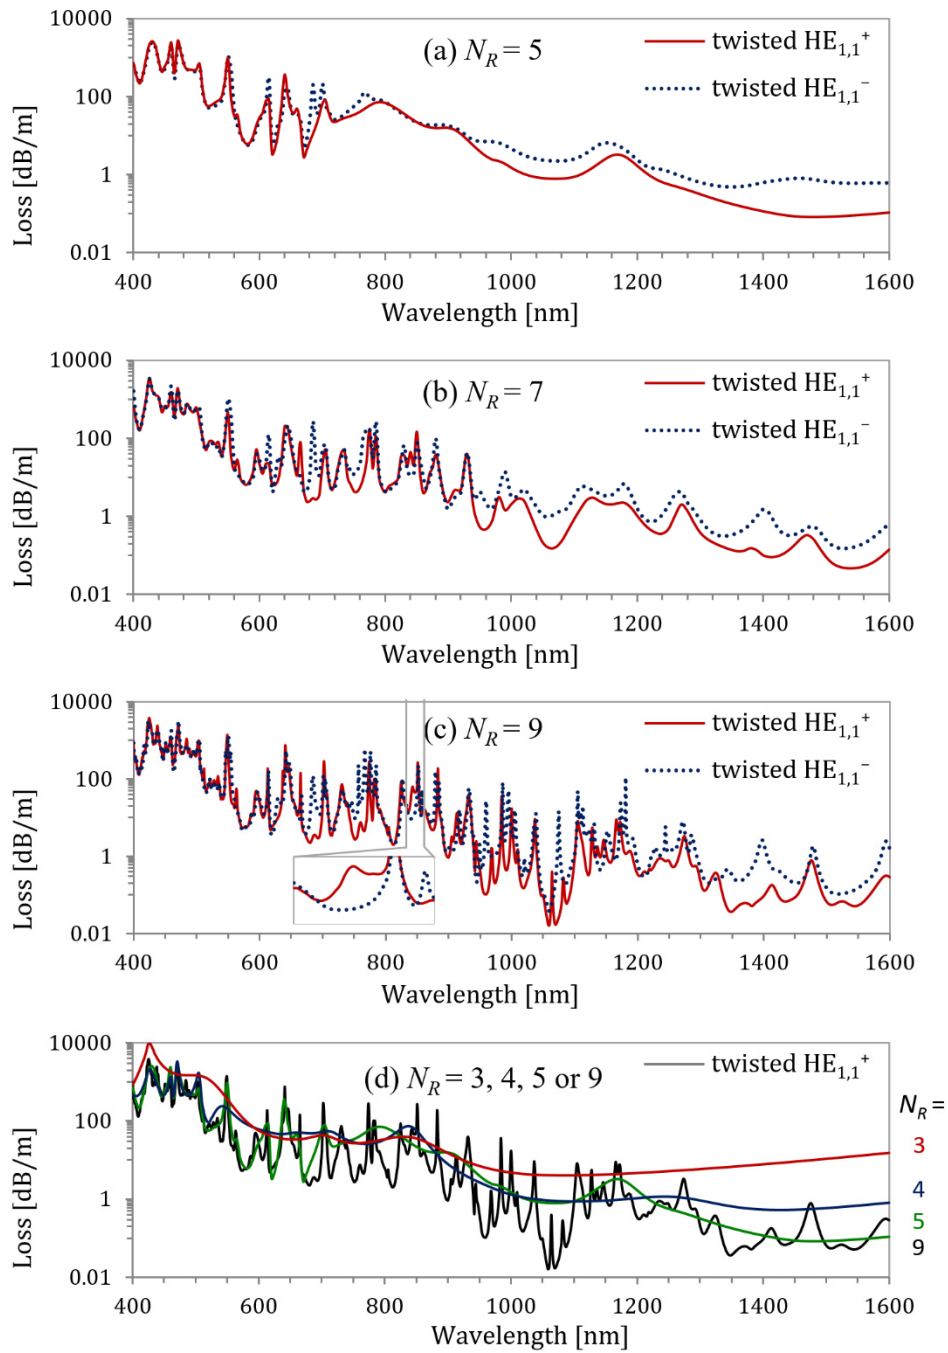 10000
100
1
0.01
Loss [dB/m]
(a) N_R = 5
twisted HE₁,₁⁺
twisted HE₁,₁⁻
400 600 800 1000 1200 1400 1600
Wavelength [nm]
10000
100
1
0.01
Loss [dB/m]
(b) N_R = 7
twisted HE₁,₁⁺
twisted HE₁,₁⁻
400 600 800 1000 1200 1400 1600
Wavelength [nm]
10000
100
1
0.01
Loss [dB/m]
(c) N_R = 9
twisted HE₁,₁⁺
twisted HE₁,₁⁻
400 600 800 1000 1200 1400 1600
Wavelength [nm]
10000
100
1
0.01
Loss [dB/m]
(d) N_R = 3, 4, 5 or 9
twisted HE₁,₁⁺
N_R =
3
4
5
9
400 600 800 1000 1200 1400 1600
Wavelength [nm]